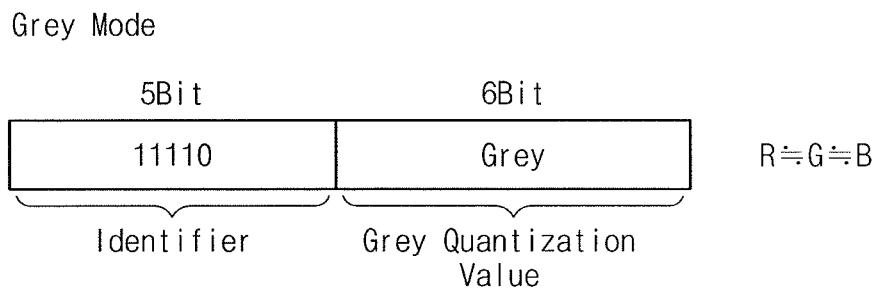 Grey Mode
5Bit 6Bit
11110 Grey R≒G≒B
Identifier Grey Quantization
Value